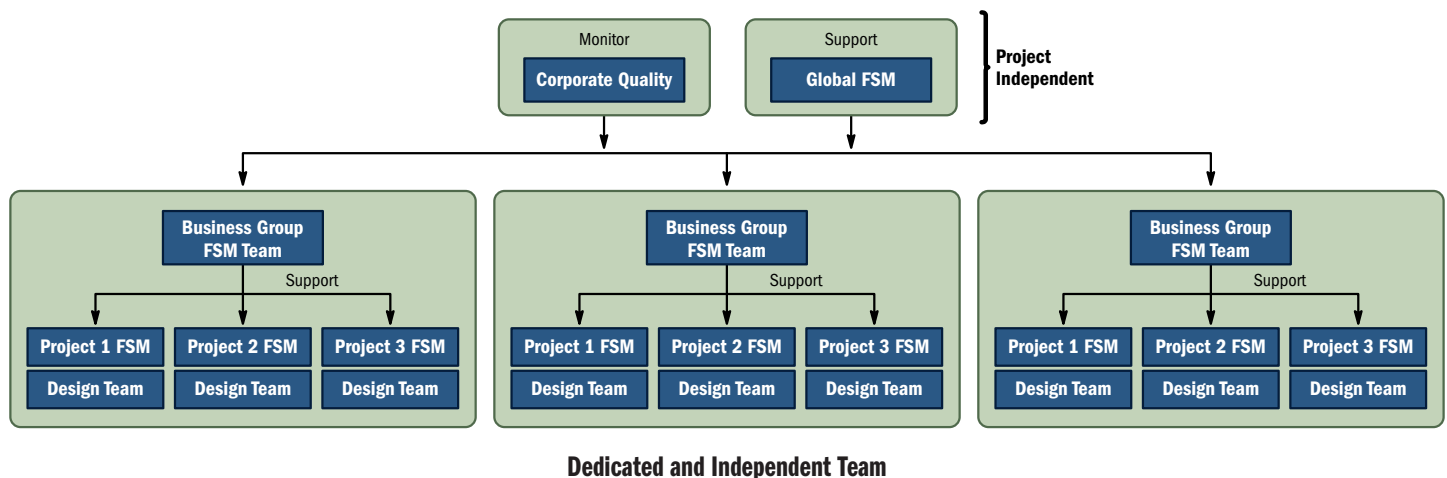 Monitor
Corporate Quality
Support
Global FSM
Project
Independent
Business Group
FSM Team
Support
Project 1 FSM
Project 2 FSM
Project 3 FSM
Design Team
Design Team
Design Team
Business Group
FSM Team
Support
Project 1 FSM
Project 2 FSM
Project 3 FSM
Design Team
Design Team
Design Team
Business Group
FSM Team
Support
Project 1 FSM
Project 2 FSM
Project 3 FSM
Design Team
Design Team
Design Team
Dedicated and Independent Team